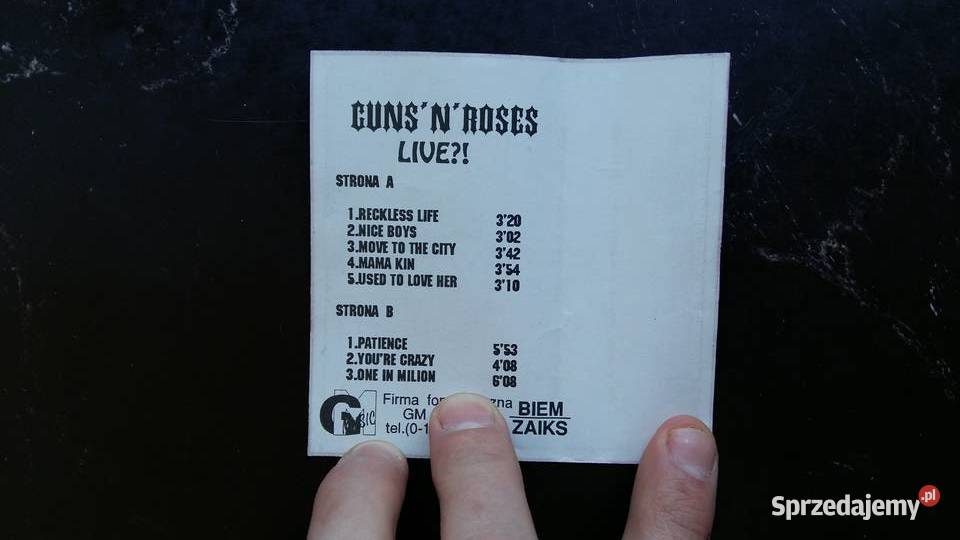 GUNS'N'ROSES
LIVE?!
STRONA A
1.RECKLESS LIFE 3'20
2.NICE BOYS 3'02
3.MOVE TO THE CITY 3'42
4.MAMA KIN 3'54
5.USED TO LOVE HER 3'10
STRONA B
1.PATIENCE 5'53
2.YOU'RE CRAZY 4'08
3.ONE IN MILION 6'08
GM
Firma
GM
tel.(0-1
BIEM
ZAIKS
Sprzedajemy.pl